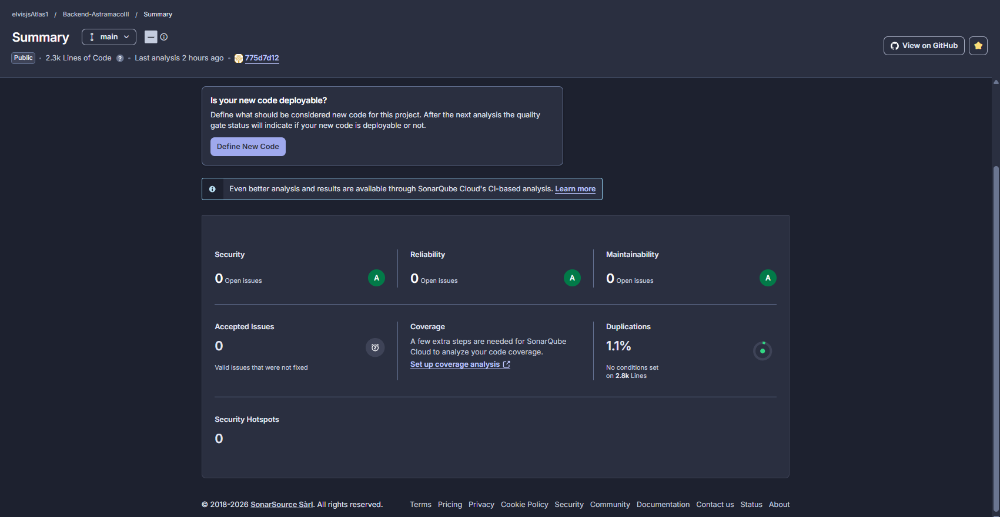 elvisjsAtlas1 / Backend-AstramacoIII / Summary
Summary main
View on GitHub
Public • 2.3k Lines of Code ? • Last analysis 2 hours ago • 775d7d12
Is your new code deployable?
Define what should be considered new code for this project. After the next analysis the quality
gate status will indicate if your new code is deployable or not.
Define New Code
Even better analysis and results are available through SonarQube Cloud's CI-based analysis. Learn more
Security
0 Open issues A
Reliability
0 Open issues A
Maintainability
0 Open issues A
Accepted Issues
0
Valid issues that were not fixed
Coverage
A few extra steps are needed for SonarQube
Cloud to analyze your code coverage.
Set up coverage analysis
Duplications
1.1%
No conditions set
on 2.8k Lines
Security Hotspots
0
© 2018-2026 SonarSource Sàrl. All rights reserved. Terms Pricing Privacy Cookie Policy Security Community Documentation Contact us Status About